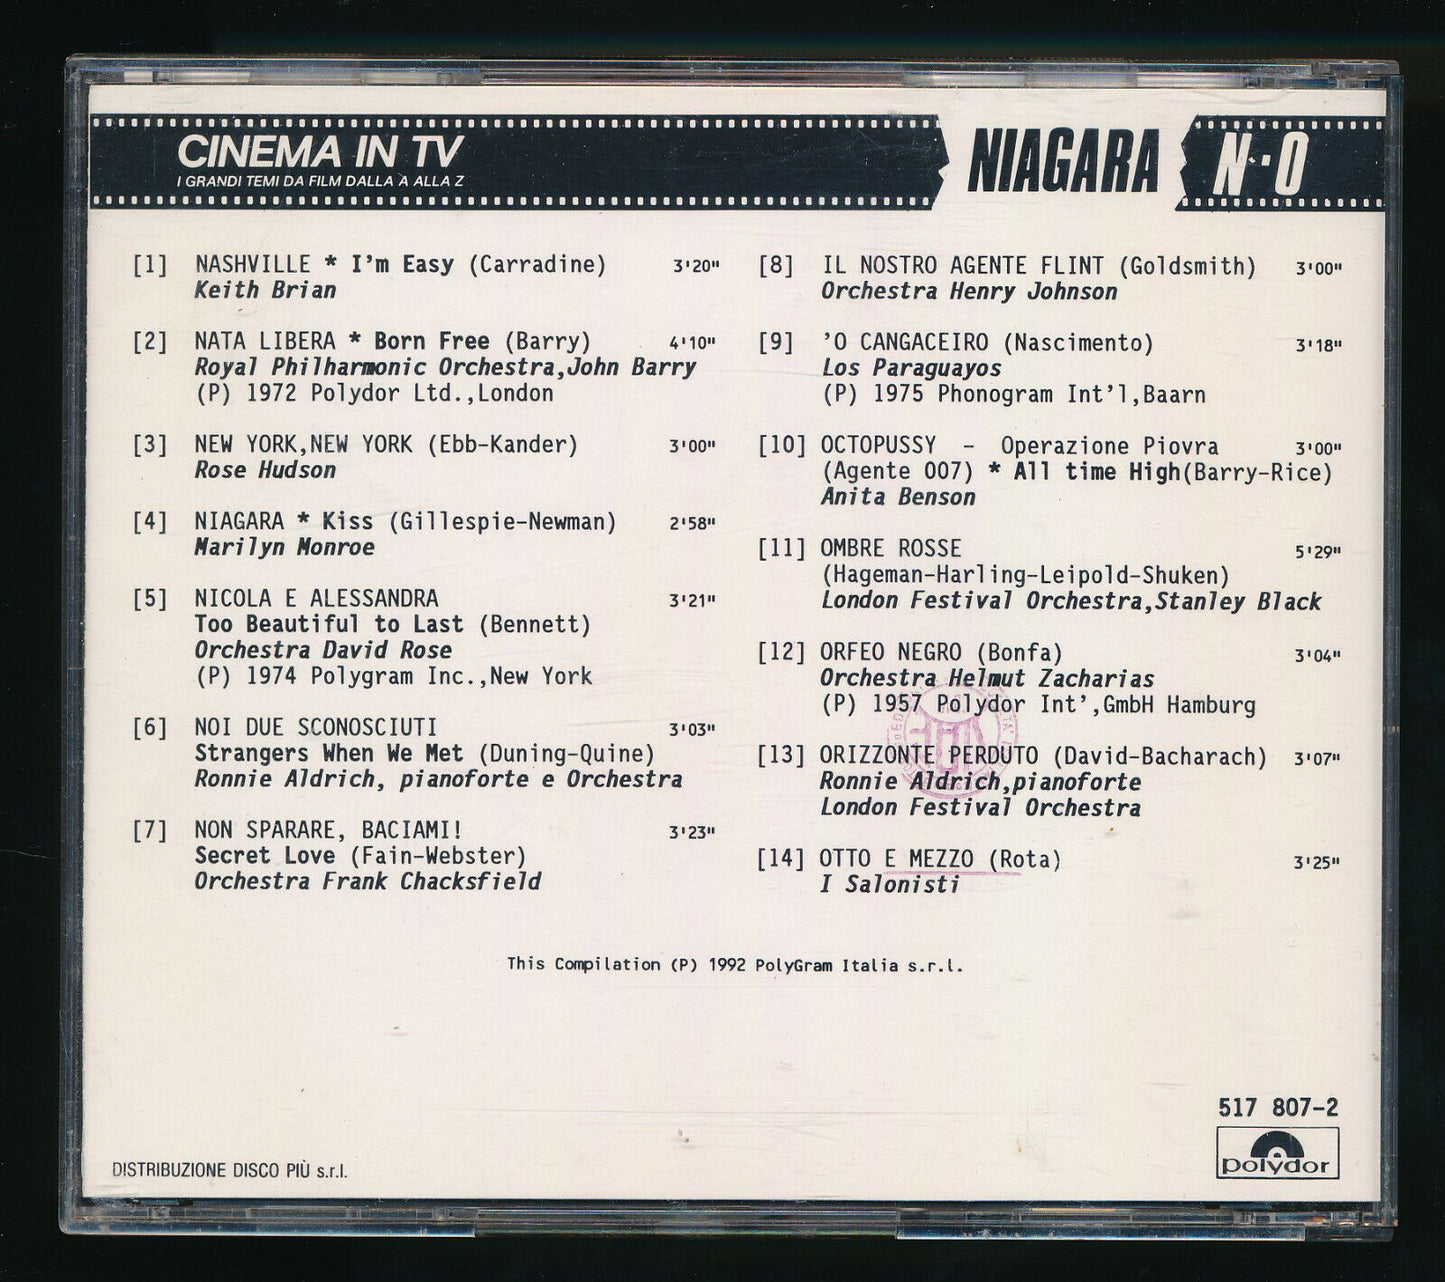 CINEMA IN TV
I GRANDI TEMI DA FILM DALLA A ALLA Z
NIAGARA
N·O
[1] NASHVILLE * I'm Easy (Carradine) 3'20"
Keith Brian
[2] NATA LIBERA * Born Free (Barry) 4'10"
Royal Philharmonic Orchestra,John Barry
(P) 1972 Polydor Ltd.,London
[3] NEW YORK,NEW YORK (Ebb-Kander) 3'00"
Rose Hudson
[4] NIAGARA * Kiss (Gillespie-Newman) 2'58"
Marilyn Monroe
[5] NICOLA E ALESSANDRA 3'21"
Too Beautiful to Last (Bennett)
Orchestra David Rose
(P) 1974 Polygram Inc.,New York
[6] NOI DUE SCONOSCIUTI 3'03"
Strangers When We Met (Duning-Quine)
Ronnie Aldrich, pianoforte e Orchestra
[7] NON SPARARE, BACIAMI! 3'23"
Secret Love (Fain-Webster)
Orchestra Frank Chacksfield
[8] IL NOSTRO AGENTE FLINT (Goldsmith) 3'00"
Orchestra Henry Johnson
[9] 'O CANGACEIRO (Nascimento) 3'18"
Los Paraguayos
(P) 1975 Phonogram Int'l,Baarn
[10] OCTOPUSSY - Operazione Piovra 3'00"
(Agente 007) * All time High(Barry-Rice)
Anita Benson
[11] OMBRE ROSSE 5'29"
(Hageman-Harling-Leipold-Shuken)
London Festival Orchestra,Stanley Black
[12] ORFEO NEGRO (Bonfa) 3'04"
Orchestra Helmut Zacharias
(P) 1957 Polydor Int',GmbH Hamburg
[13] ORIZZONTE PERDUTO (David-Bacharach) 3'07"
Ronnie Aldrich,pianoforte
London Festival Orchestra
[14] OTTO E MEZZO (Rota) 3'25"
I Salonisti
This Compilation (P) 1992 PolyGram Italia s.r.l.
517 807-2
polydor
DISTRIBUZIONE DISCO PIÙ s.r.l.